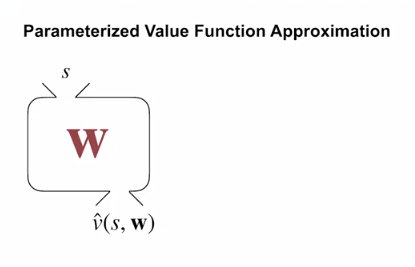 Parameterized Value Function Approximation
s
w
v̂(s, w)